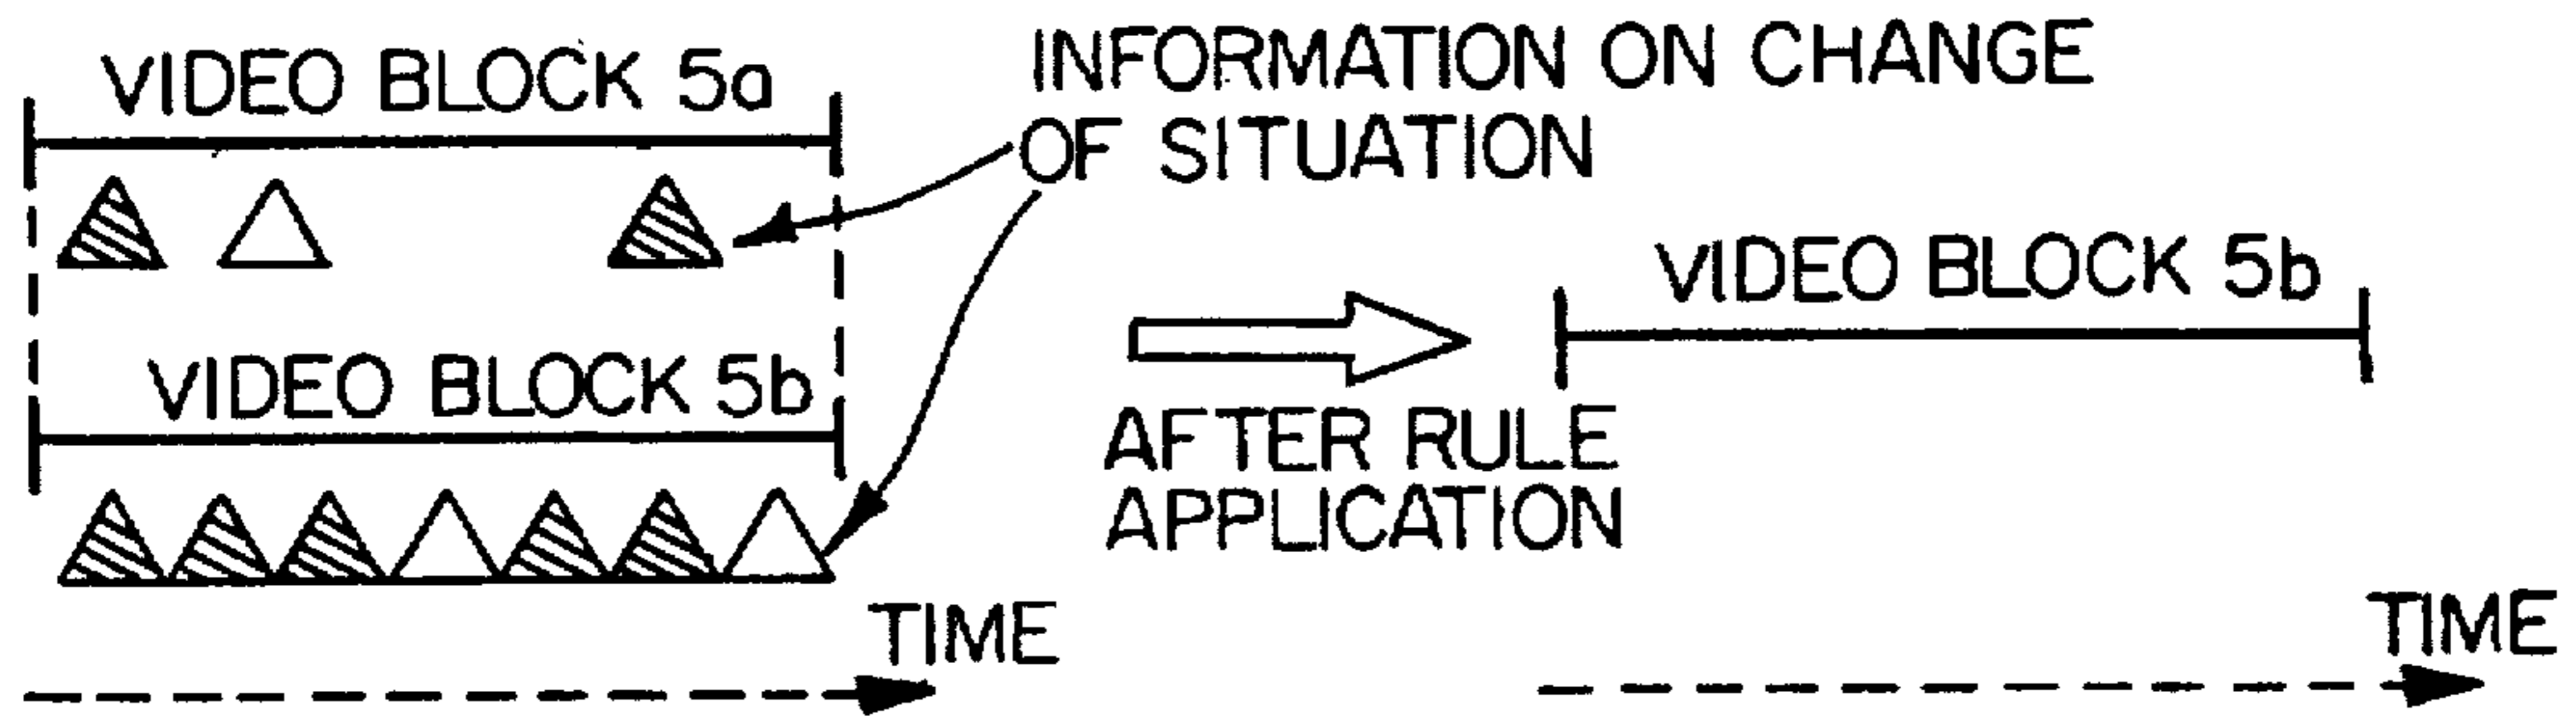 VIDEO BLOCK 5a
INFORMATION ON CHANGE
OF SITUATION
VIDEO BLOCK 5b
VIDEO BLOCK 5b
AFTER RULE
APPLICATION
TIME
TIME